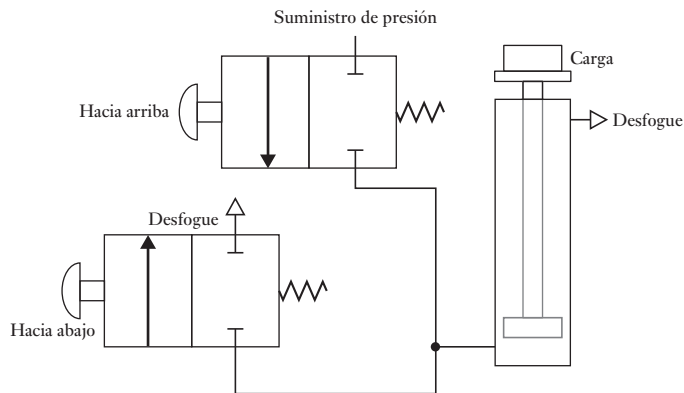 Suministro de presión
Carga
Hacia arriba
Desfogue
Desfogue
Hacia abajo